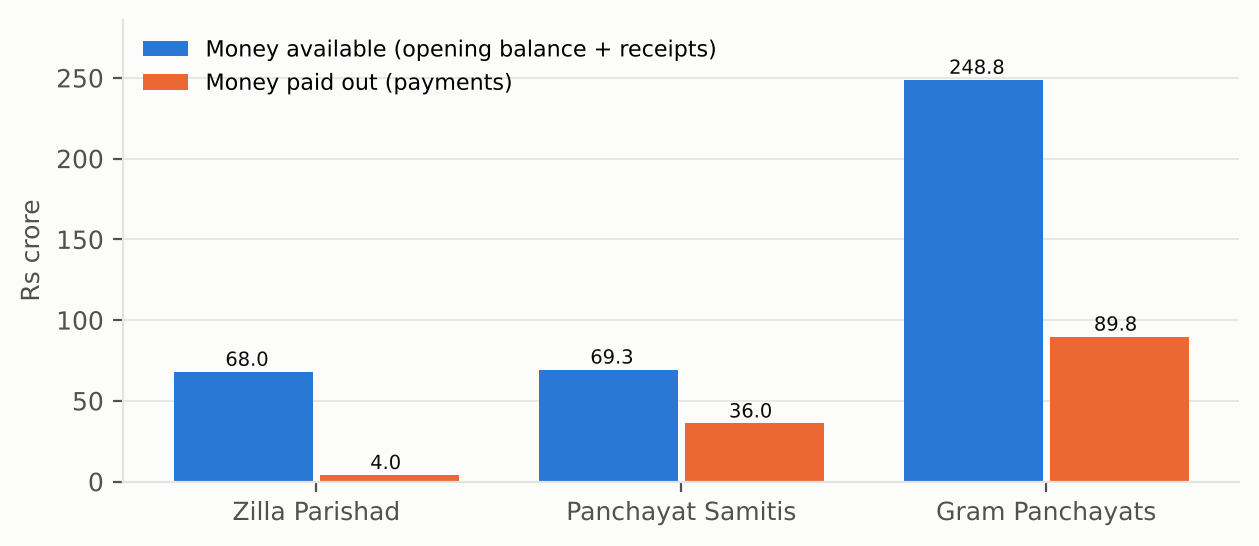 Money available (opening balance + receipts)
Money paid out (payments)
Rs crore
250
200
150
100
50
0
248.8
89.8
68.0
69.3
36.0
4.0
Zilla Parishad
Panchayat Samitis
Gram Panchayats